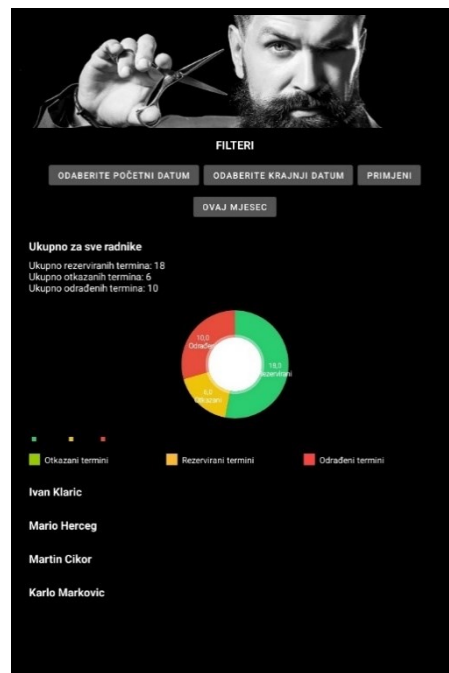 FILTERI
ODABERITE POČETNI DATUM ODABERITE KRAJNJI DATUM PRIMJENI
OVAJ MJESEC
Ukupno za sve radnike
Ukupno rezerviranih termina: 18
Ukupno otkazanih termina: 6
Ukupno odrađenih termina: 10
10,0
Odrađeni
18,0
rezervirani
6,0
Otkazani
Otkazani termini Rezervirani termini Odrađeni termini
Ivan Klaric
Mario Herceg
Martin Cikor
Karlo Markovic